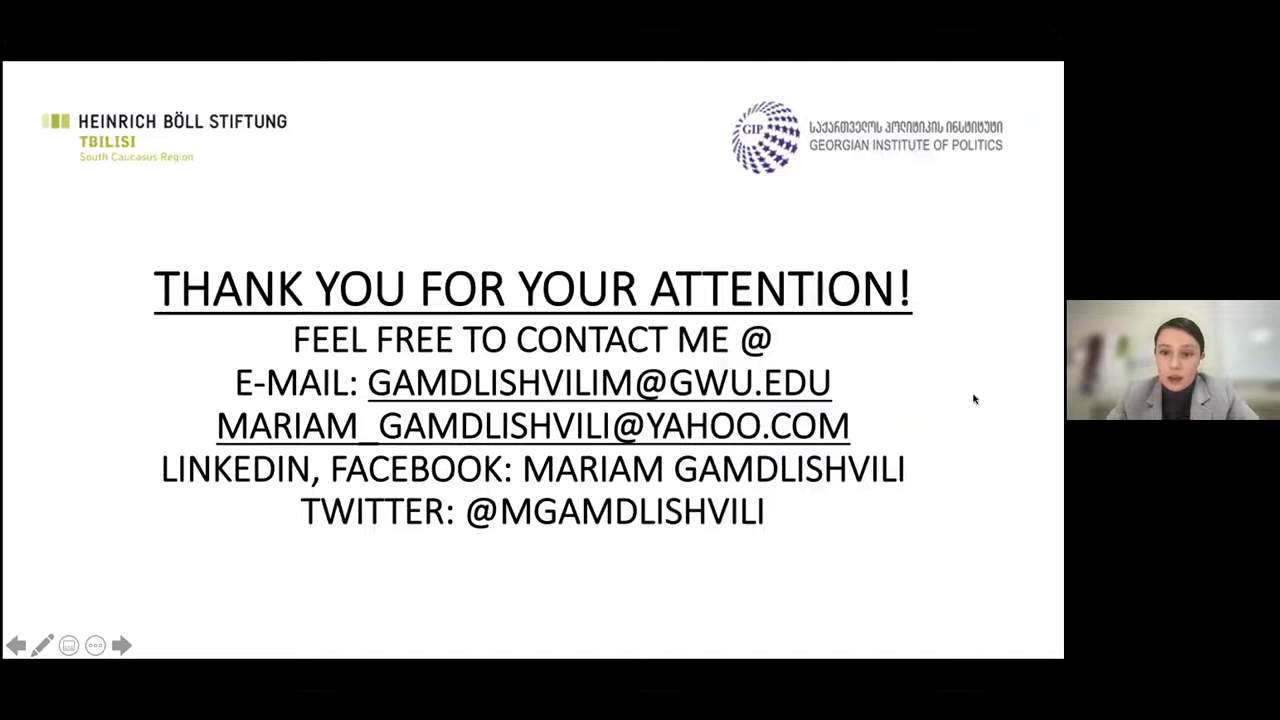 HEINRICH BÖLL STIFTUNG
TBILISI
South Caucasus Region
GIP
საქართველოს პოლიტიკის ინსტიტუტი
GEORGIAN INSTITUTE OF POLITICS
THANK YOU FOR YOUR ATTENTION!
FEEL FREE TO CONTACT ME @
E-MAIL: GAMDLISHVILIM@GWU.EDU
MARIAM_GAMDLISHVILI@YAHOO.COM
LINKEDIN, FACEBOOK: MARIAM GAMDLISHVILI
TWITTER: @MGAMDLISHVILI